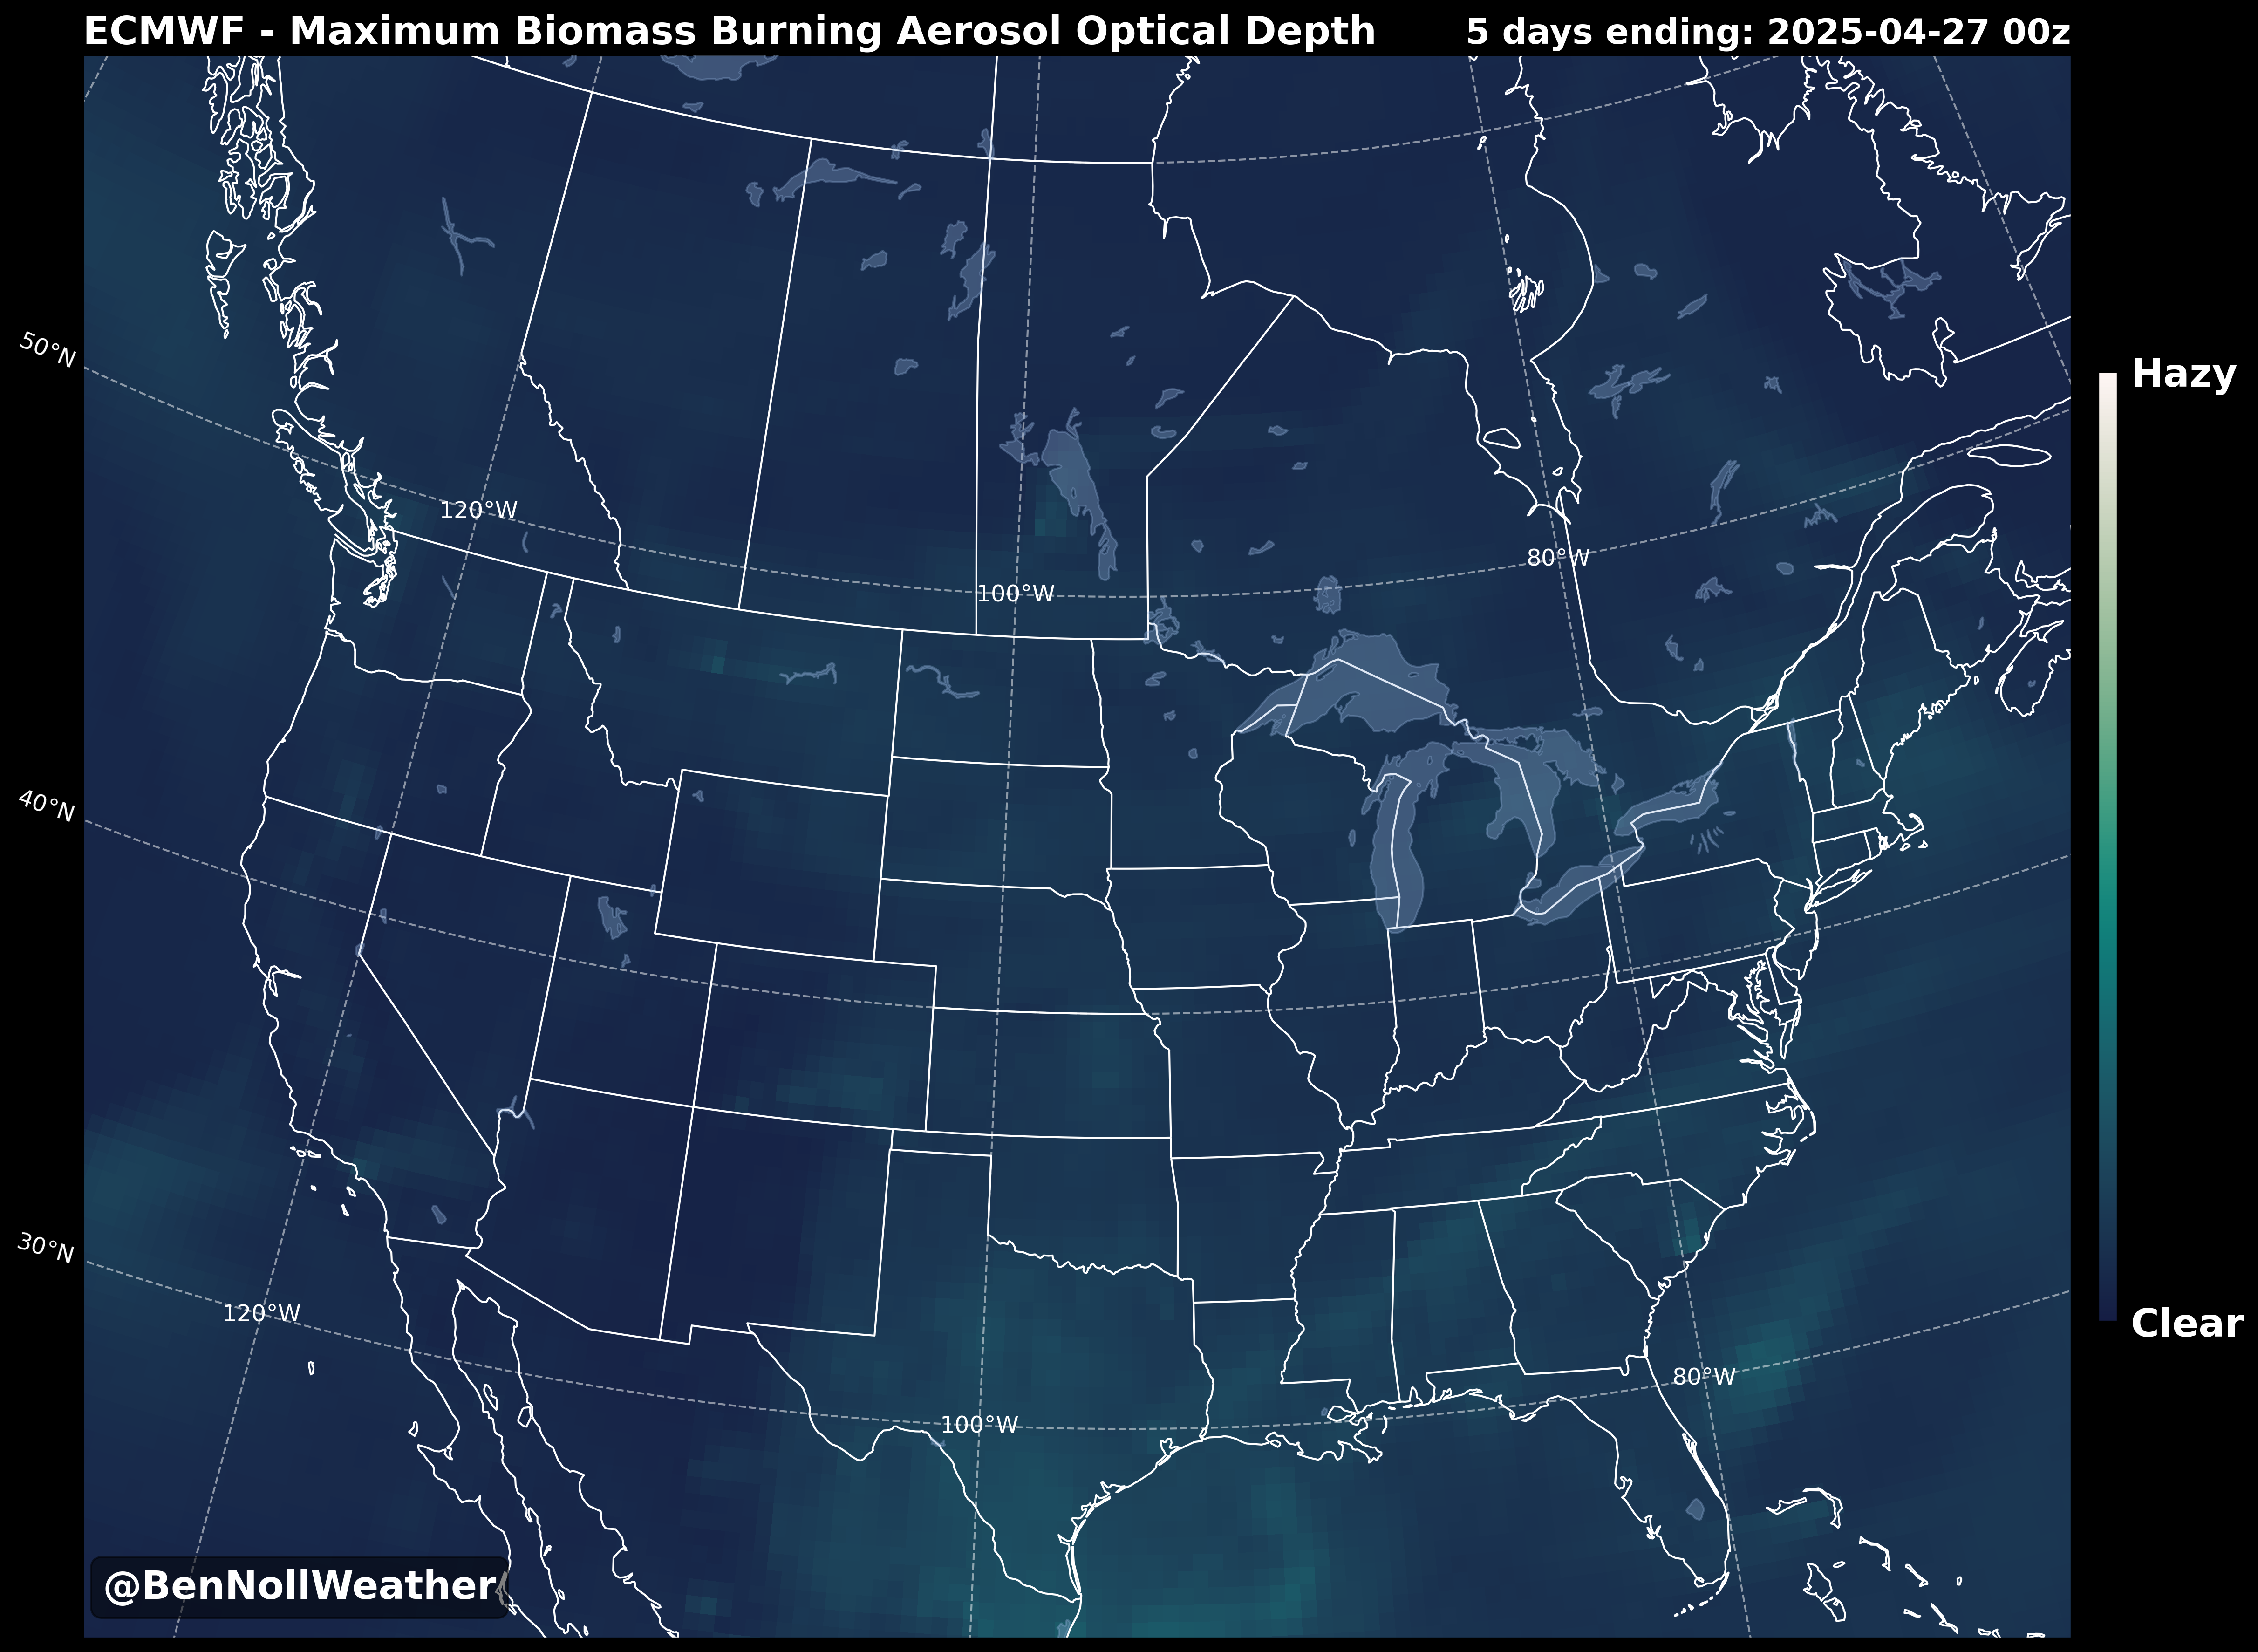 ECMWF - Maximum Biomass Burning Aerosol Optical Depth
5 days ending: 2025-04-27 00z
50°N
Hazy
120°W
80°W
100°W
40°N
30°N
120°W
Clear
80°W
100°W
@BenNollWeather